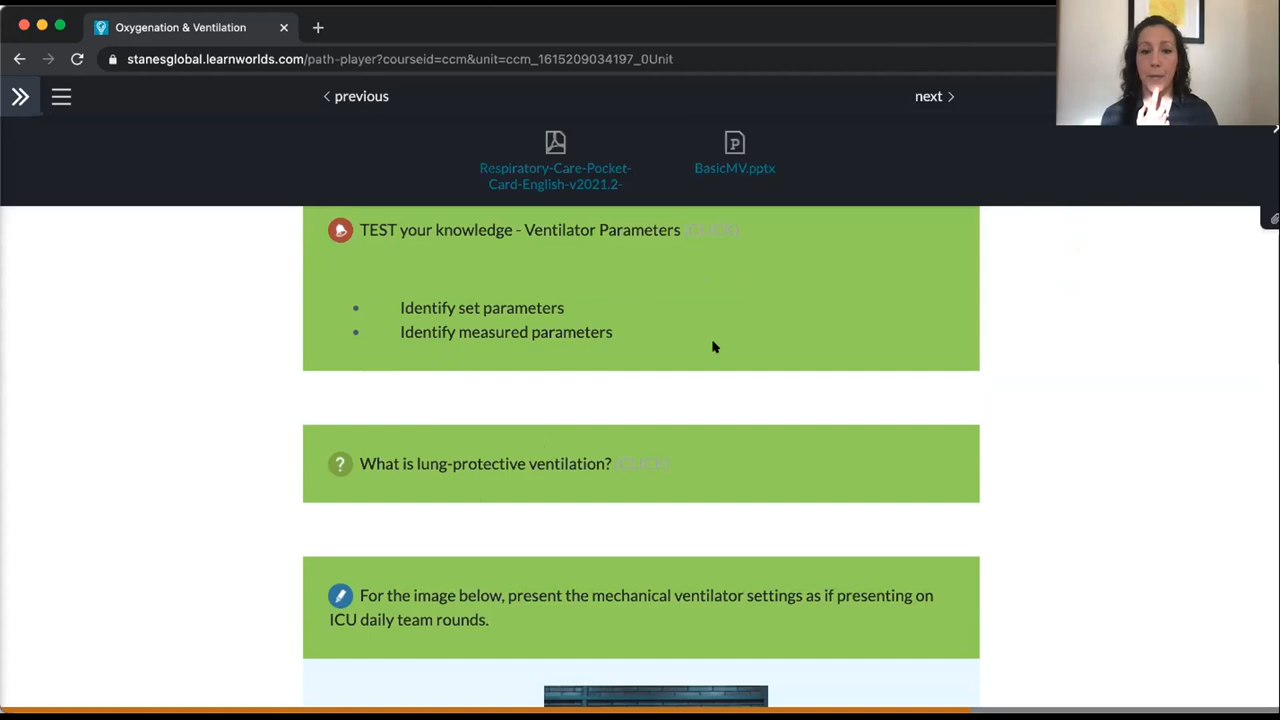 Oxygenation & Ventilation
stanesglobal.learnworlds.com/path-player?courseid=ccm&unit=ccm_1615209034197_0Unit
previous
next
Respiratory-Care-Pocket-
Card-English-v2021.2-
BasicMV.pptx
TEST your knowledge - Ventilator Parameters (CLICK)
• Identify set parameters
• Identify measured parameters
? What is lung-protective ventilation? (CLICK)
For the image below, present the mechanical ventilator settings as if presenting on
ICU daily team rounds.